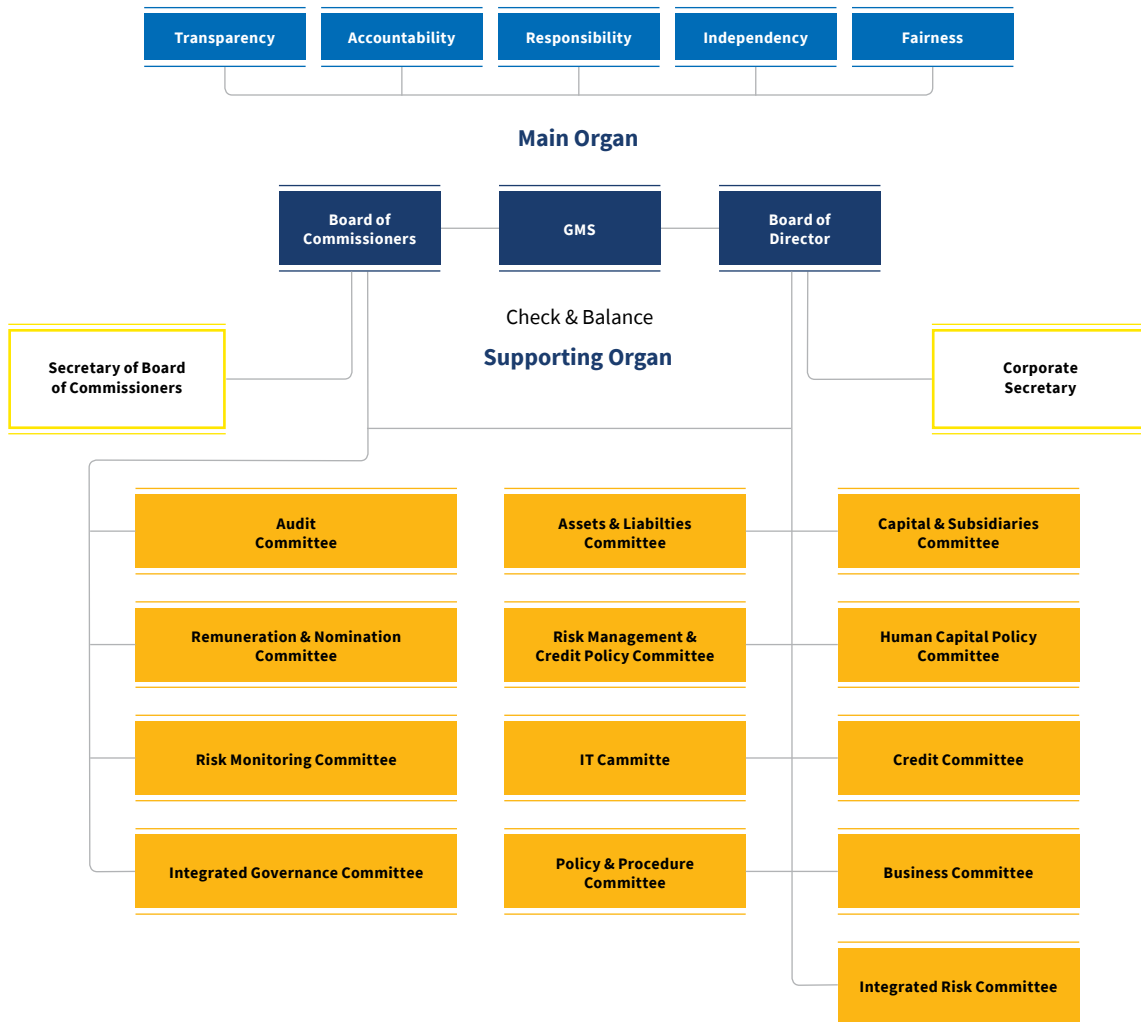 Transparency
Accountability
Responsibility
Independency
Fairness
Main Organ
Board of
Commissioners
GMS
Board of
Director
Check & Balance
Supporting Organ
Secretary of Board
of Commissioners
Corporate
Secretary
Audit
Committee
Assets & Liabilties
Committee
Capital & Subsidiaries
Committee
Remuneration & Nomination
Committee
Risk Management &
Credit Policy Committee
Human Capital Policy
Committee
Risk Monitoring Committee
IT Cammitte
Credit Committee
Integrated Governance Committee
Policy & Procedure
Committee
Business Committee
Integrated Risk Committee